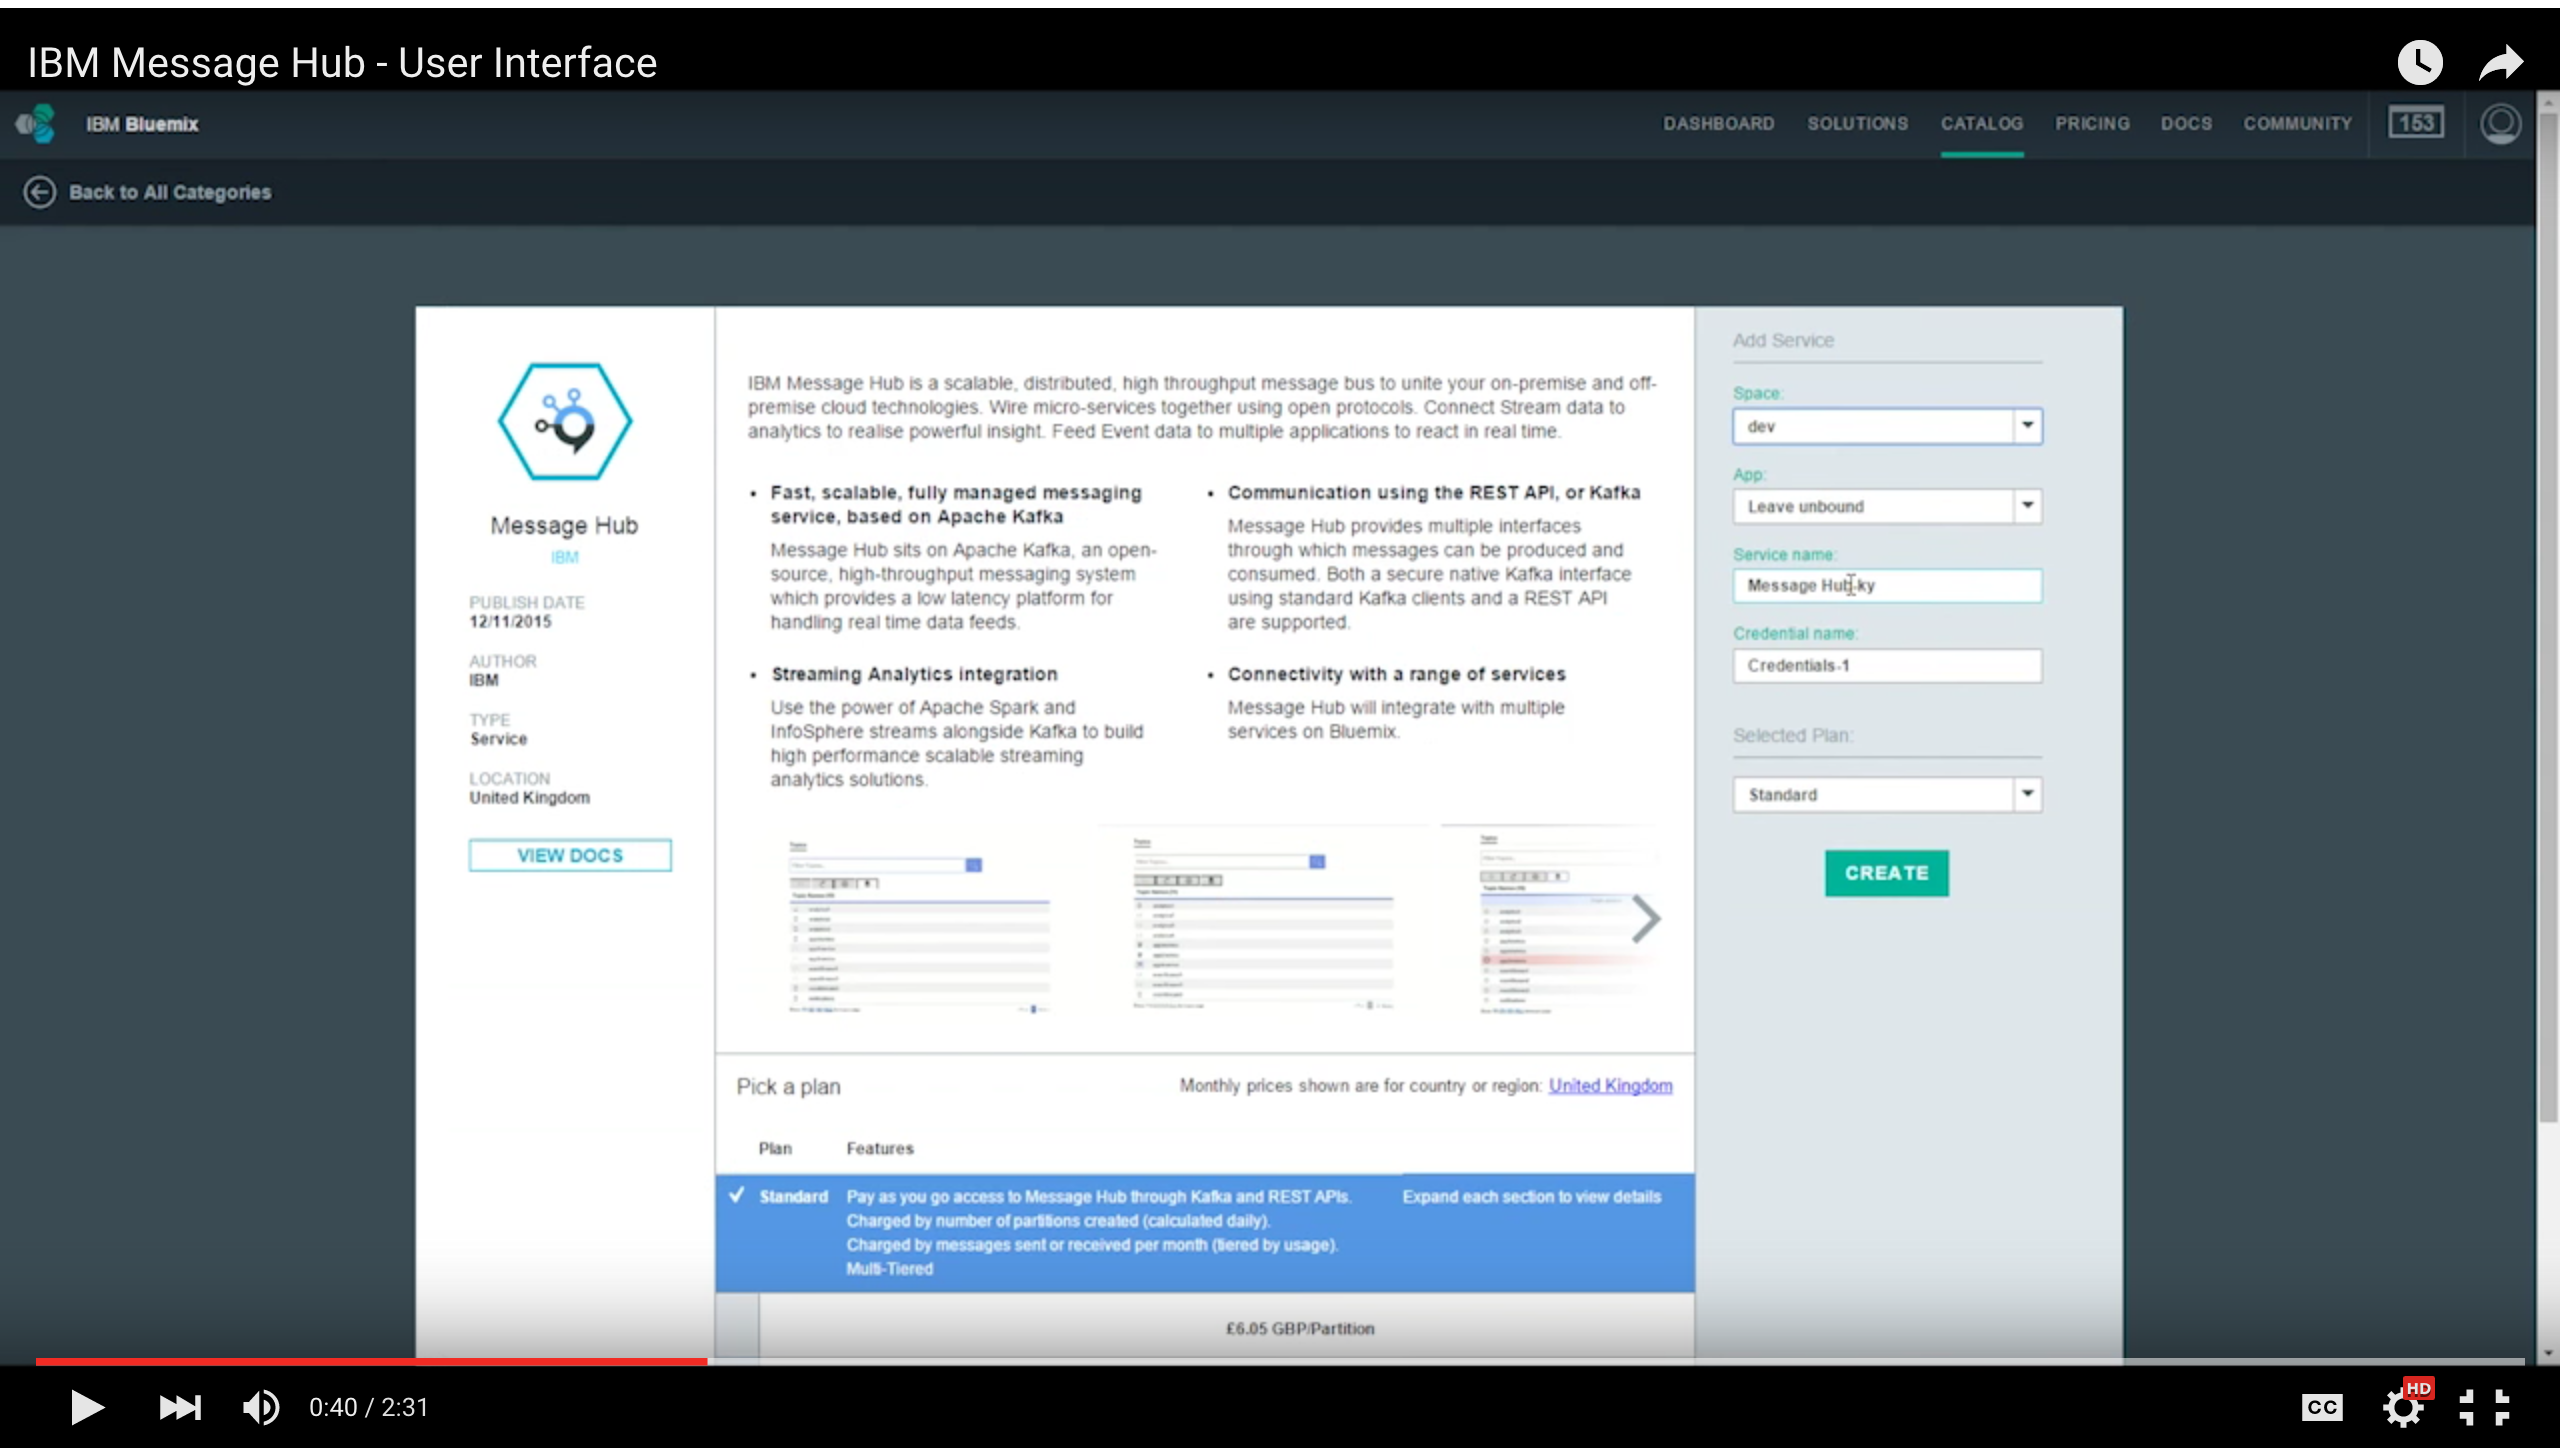 IBM Message Hub - User Interface
IBM Bluemix
DASHBOARD SOLUTIONS CATALOG PRICING DOCS COMMUNITY 153
Back to All Categories
Message Hub
IBM
PUBLISH DATE
12/11/2015
AUTHOR
IBM
TYPE
Service
LOCATION
United Kingdom
VIEW DOCS
IBM Message Hub is a scalable, distributed, high throughput message bus to unite your on-premise and off-
premise cloud technologies. Wire micro-services together using open protocols. Connect Stream data to
analytics to realise powerful insight. Feed Event data to multiple applications to react in real time.
• Fast, scalable, fully managed messaging
service, based on Apache Kafka
Message Hub sits on Apache Kafka, an open-
source, high-throughput messaging system
which provides a low latency platform for
handling real time data feeds.
• Communication using the REST API, or Kafka
Message Hub provides multiple interfaces
through which messages can be produced and
consumed. Both a secure native Kafka interface
using standard Kafka clients and a REST API
are supported.
• Streaming Analytics integration
Use the power of Apache Spark and
InfoSphere streams alongside Kafka to build
high performance scalable streaming
analytics solutions.
• Connectivity with a range of services
Message Hub will integrate with multiple
services on Bluemix.
Pick a plan
Monthly prices shown are for country or region: United Kingdom
Plan Features
Standard
Pay as you go access to Message Hub through Kafka and REST APIs.
Charged by number of partitions created (calculated daily).
Charged by messages sent or received per month (tiered by usage).
Multi-Tiered
Expand each section to view details
£6.05 GBP/Partition
Add Service
Space:
dev
App:
Leave unbound
Service name:
Message Hub-ky
Credential name:
Credentials-1
Selected Plan:
Standard
CREATE
0:40 / 2:31
CC
HD